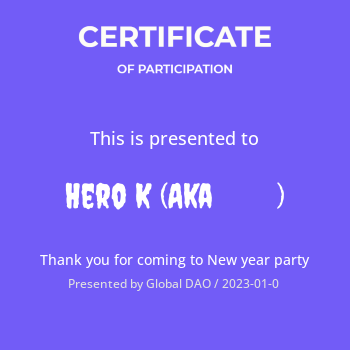 CERTIFICATE
OF PARTICIPATION
This is presented to
HERO K (AKA )
Thank you for coming to New year party
Presented by Global DAO / 2023-01-0